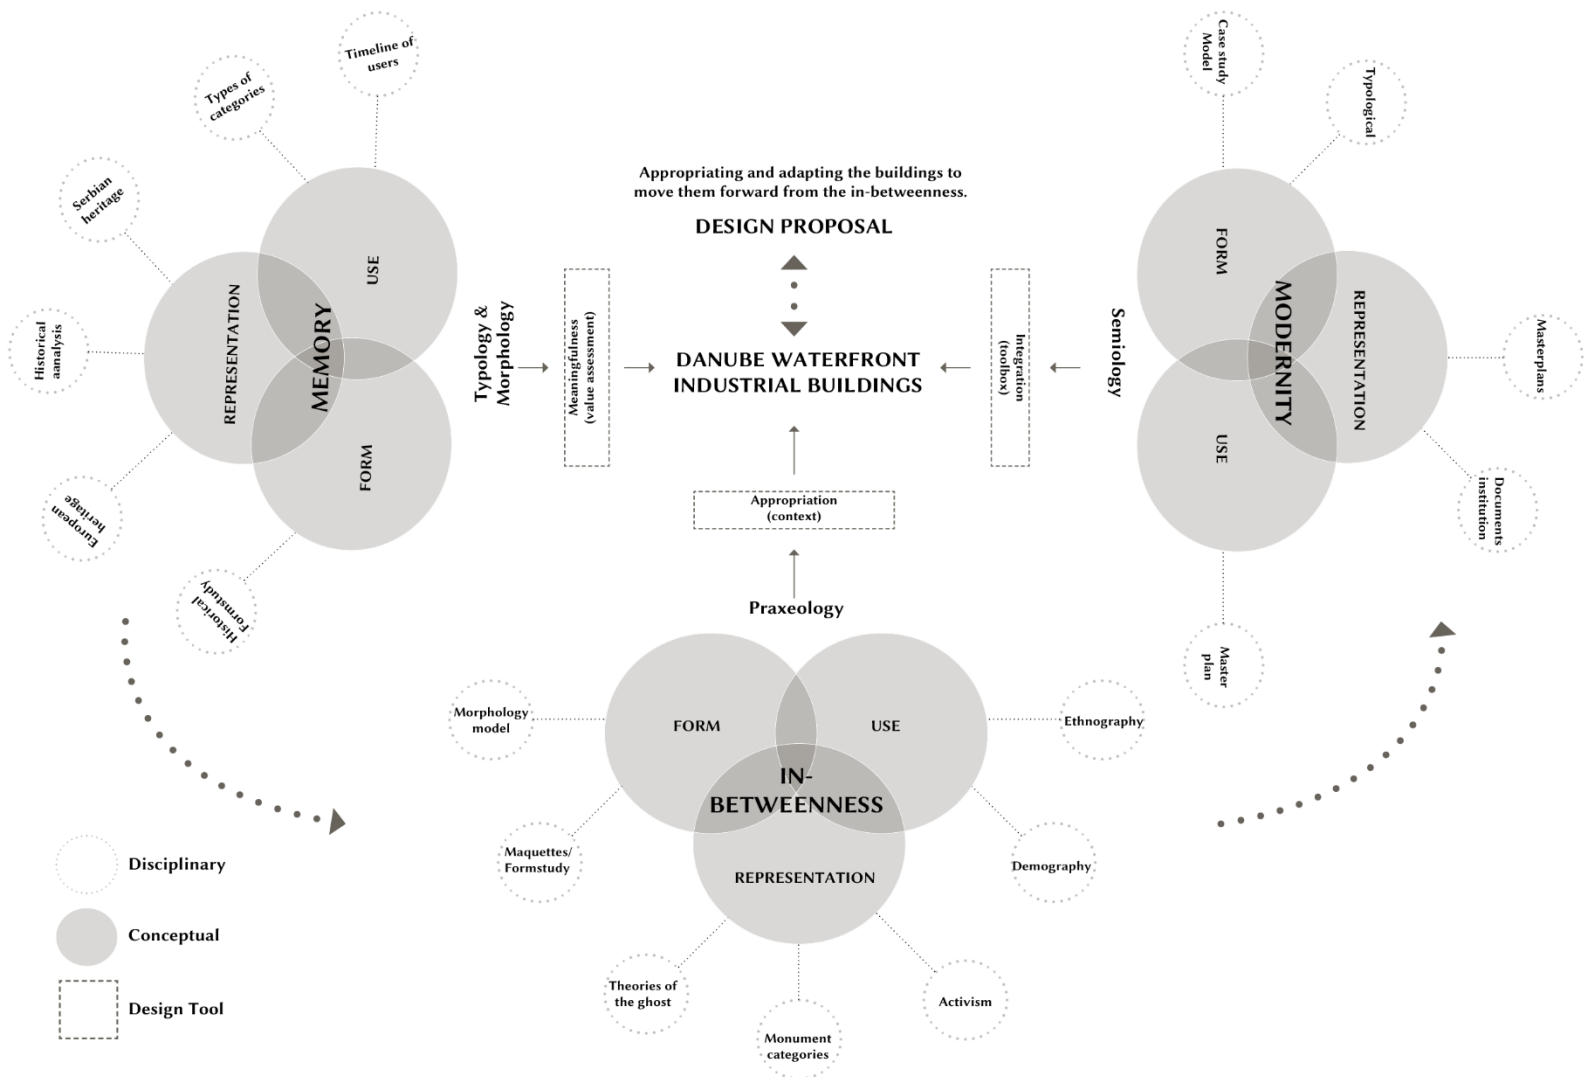 Timeline of
users
Types of
categories
Serbian
heritage
Historical
aanalysis
European
heritage
Historical
Formstudy
USE
REPRESENTATION
MEMORY
FORM
Typology &
Morphology
Meaningfulness
(value assessment)
Appropriating and adapting the buildings to
move them forward from the in-betweenness.
DESIGN PROPOSAL
DANUBE WATERFRONT
INDUSTRIAL BUILDINGS
Appropriation
(context)
Praxeology
Integration
(toolbox)
Semiology
Case study
Model
Typological
FORM
MODERNITY
REPRESENTATION
USE
Masterplans
Documents
institution
Master
plan
Morphology
model
FORM
USE
Ethnography
IN-
BETWEENNESS
Maquettes/
Formstudy
REPRESENTATION
Demography
Theories of
the ghost
Monument
categories
Activism
Disciplinary
Conceptual
Design Tool